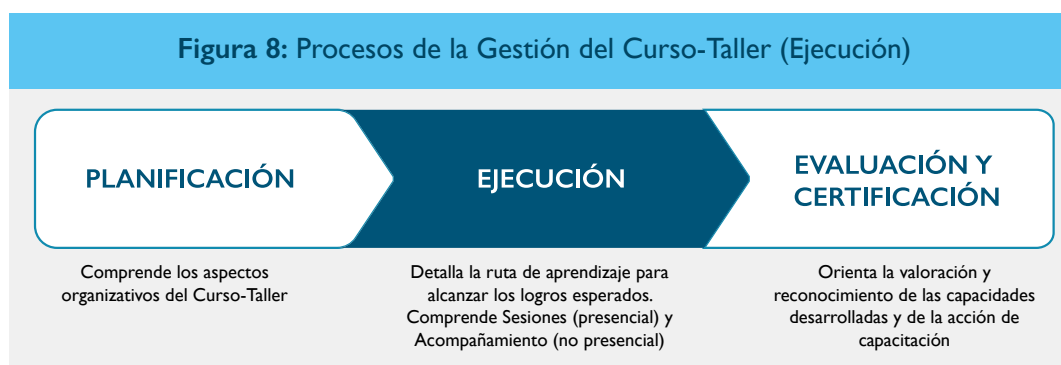 Figura 8: Procesos de la Gestión del Curso-Taller (Ejecución)
PLANIFICACIÓN
EJECUCIÓN
EVALUACIÓN Y
CERTIFICACIÓN
Comprende los aspectos
organizativos del Curso-Taller
Detalla la ruta de aprendizaje para
alcanzar los logros esperados.
Comprende Sesiones (presencial) y
Acompañamiento (no presencial)
Orienta la valoración y
reconocimiento de las capacidades
desarrolladas y de la acción de
capacitación